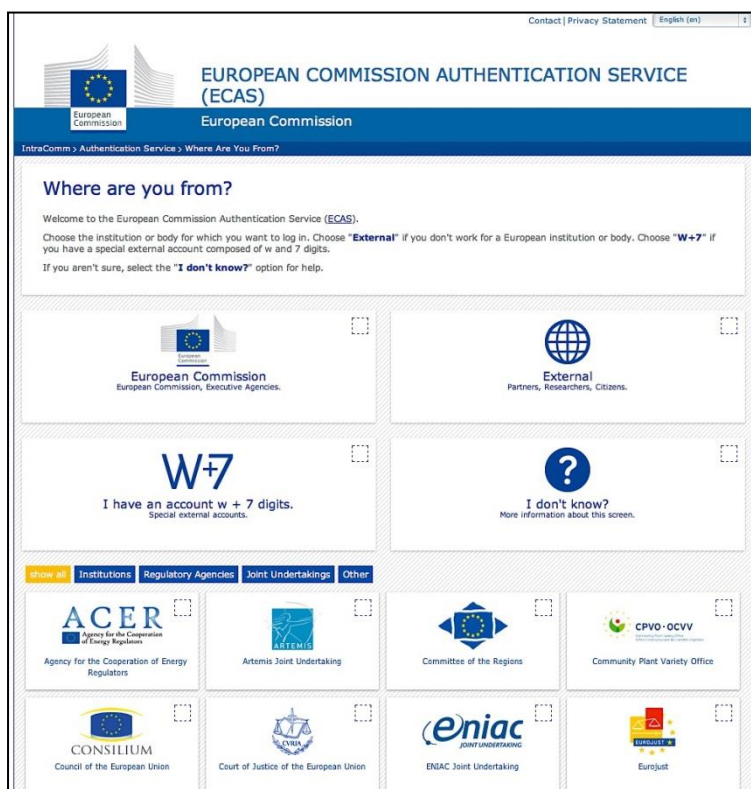 Contact | Privacy Statement English (en)
EUROPEAN COMMISSION AUTHENTICATION SERVICE
(ECAS)
European
Commission
European Commission
IntraComm > Authentication Service > Where Are You From?
Where are you from?
Welcome to the European Commission Authentication Service (ECAS).
Choose the institution or body for which you want to log in. Choose "External" if you don't work for a European institution or body. Choose "W+7" if
you have a special external account composed of w and 7 digits.
If you aren't sure, select the "I don't know?" option for help.
European
Commission
European Commission
European Commission, Executive Agencies.
External
Partners, Researchers, Citizens.
W+7
I have an account w + 7 digits.
Special external accounts.
?
I don't know?
More information about this screen.
show all Institutions Regulatory Agencies Joint Undertakings Other
ACER
Agency for the Cooperation
of Energy Regulators
Agency for the Cooperation of Energy
Regulators
ARTEMIS
Artemis Joint Undertaking
Committee of the Regions
CPVO·OCVV
Community Plant Variety Office
CONSILIUM
Council of the European Union
CVRIA
Court of Justice of the European Union
eniac
JOINT UNDERTAKING
ENIAC Joint Undertaking
EUROJUST
Eurojust